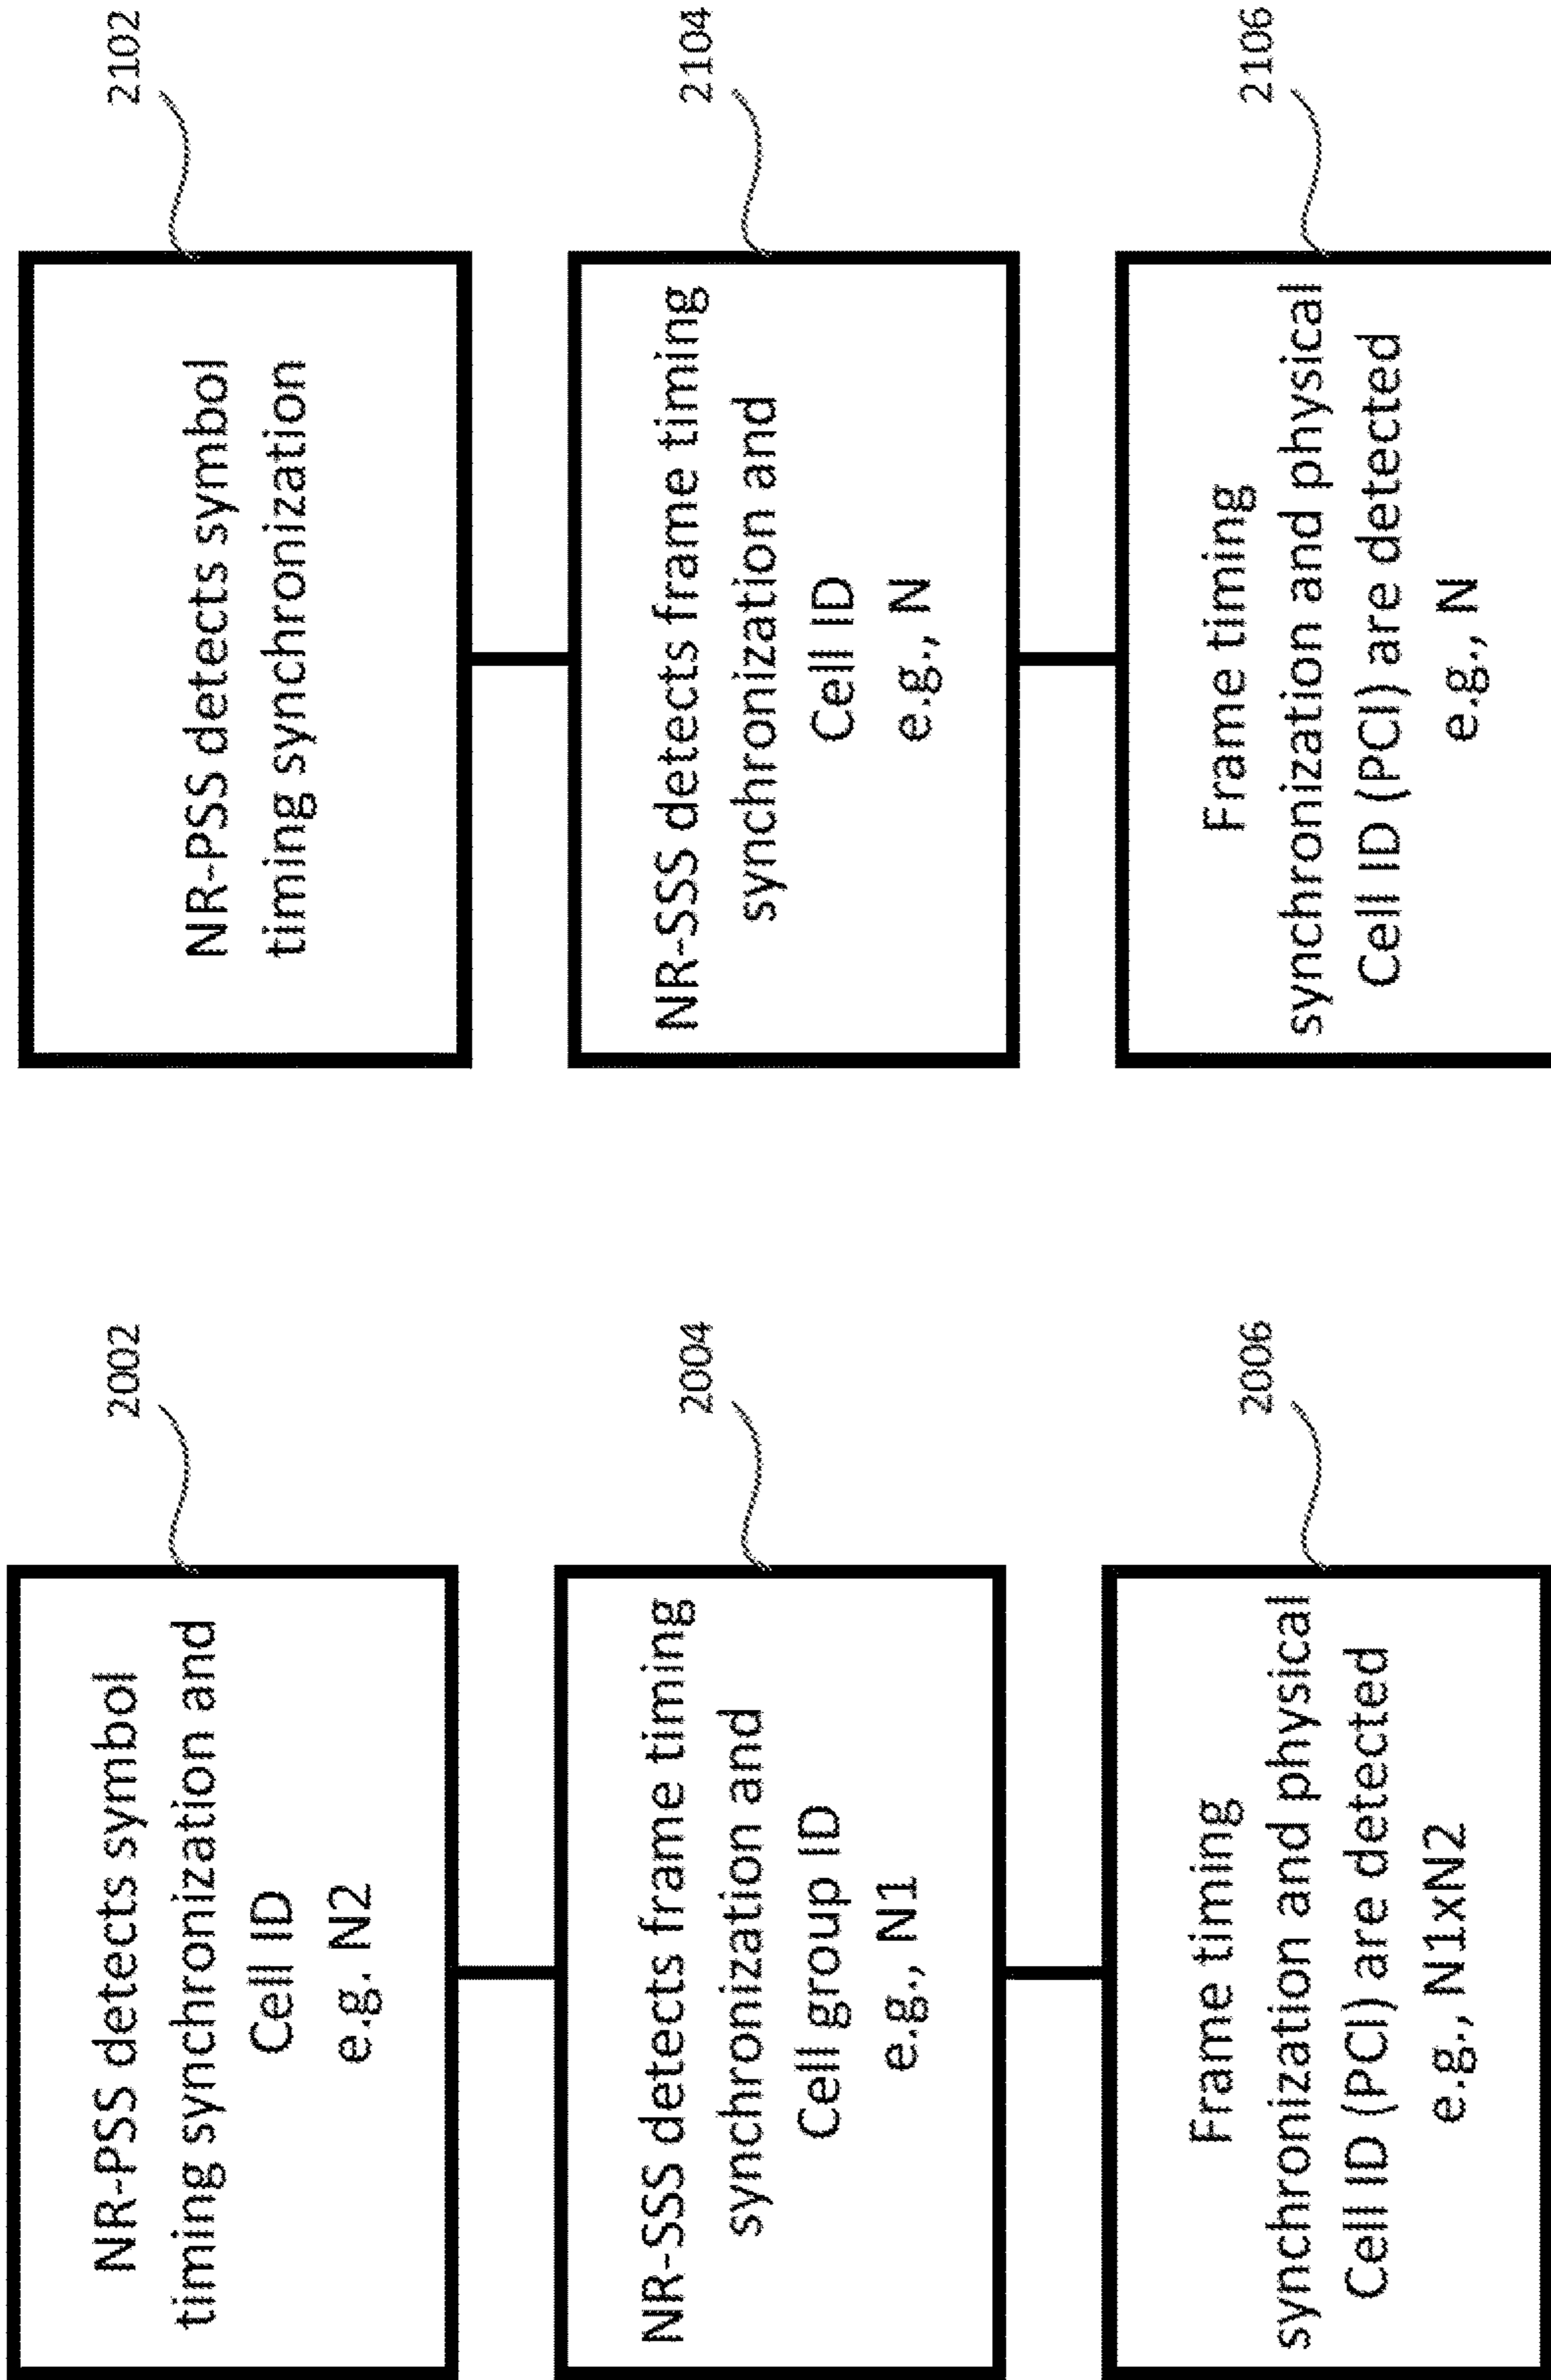 2002
NR-PSS detects symbol
timing synchronization and
Cell ID
e.g. N2
2004
NR-SSS detects frame timing
synchronization and
Cell group ID
e.g., N1
2006
Frame timing
synchronization and physical
Cell ID (PCI) are detected
e.g., N1xN2
2102
NR-PSS detects symbol
timing synchronization
2104
NR-SSS detects frame timing
synchronization and
Cell ID
e.g., N
2106
Frame timing
synchronization and physical
Cell ID (PCI) are detected
e.g., N